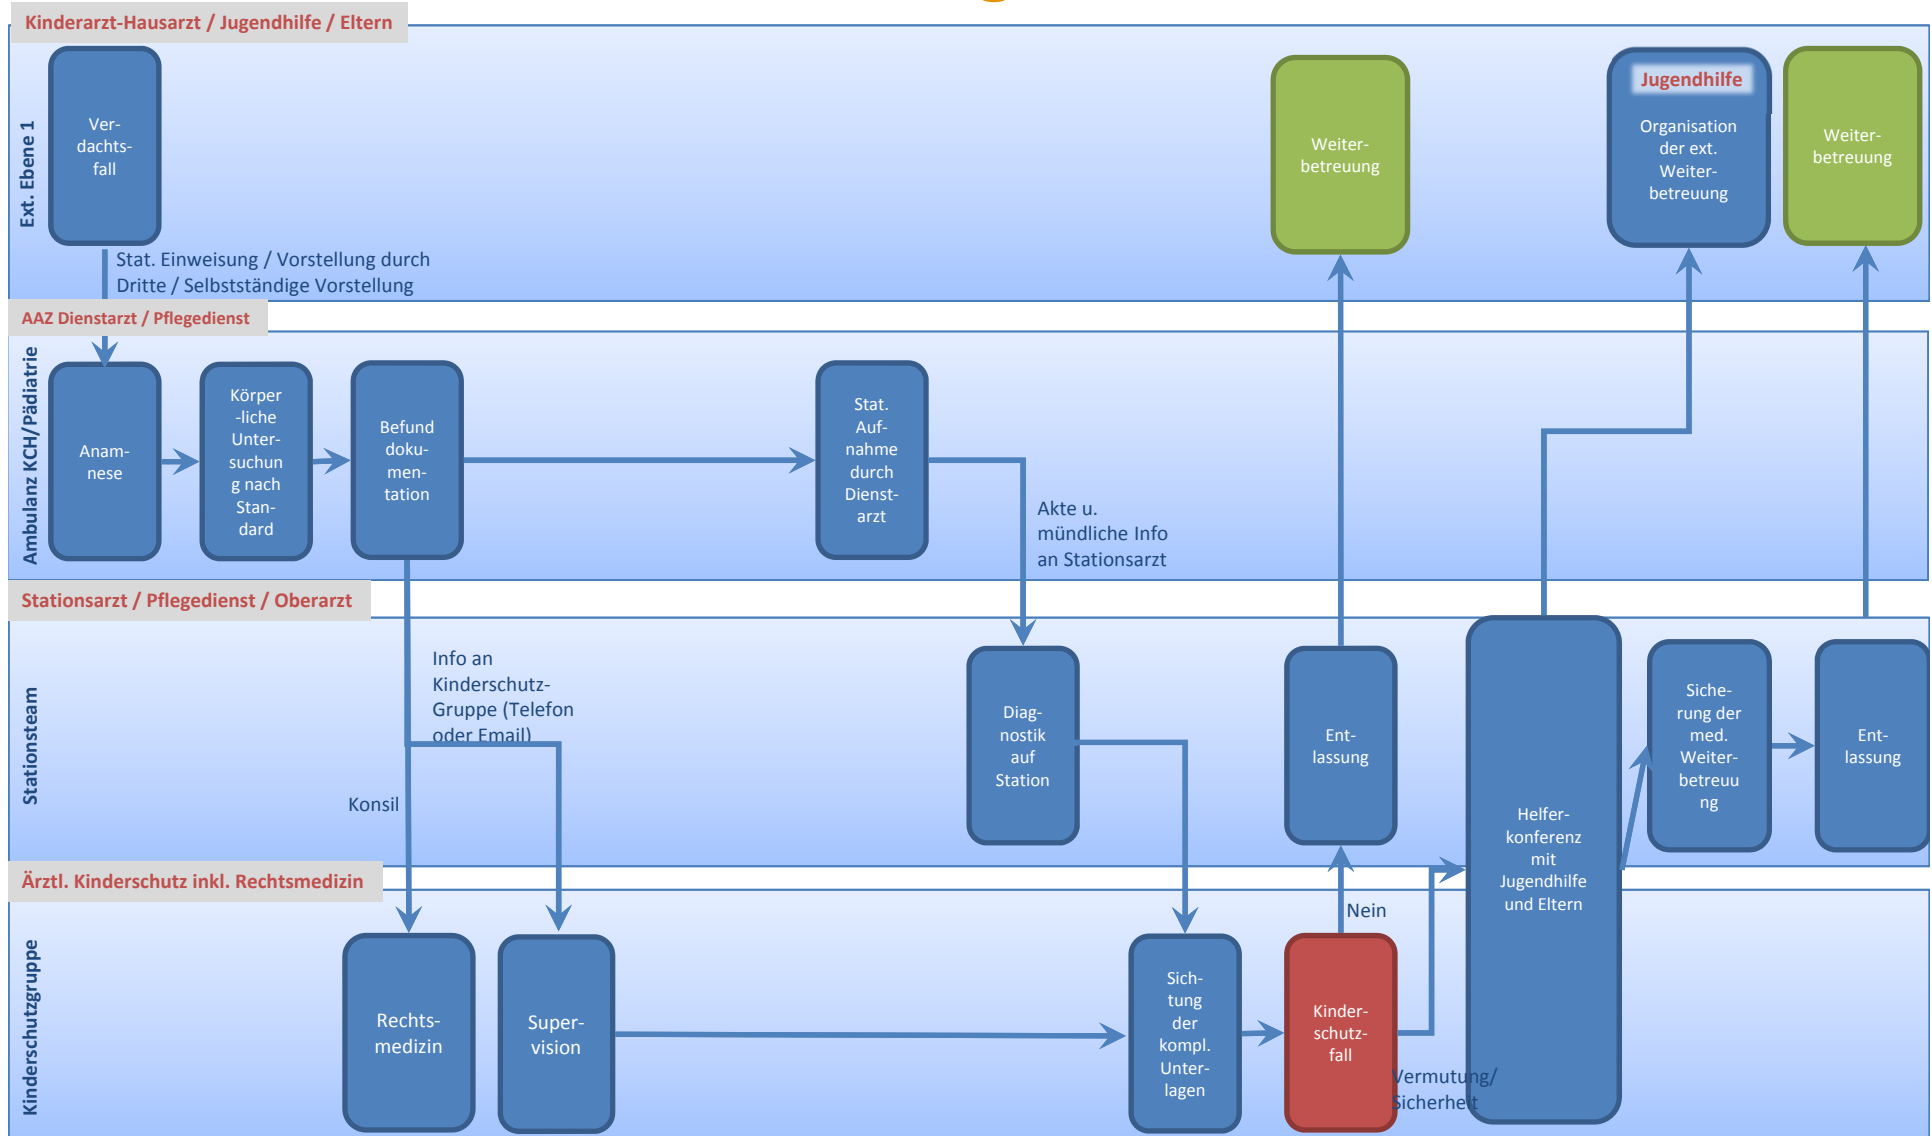 Kinderarzt-Hausarzt / Jugendhilfe / Eltern
Ext. Ebene 1
Ver-
dachts-
fall
Weiter-
betreuung
Jugendhilfe
Organisation
der ext.
Weiter-
betreuung
Weiter-
betreuung
Stat. Einweisung / Vorstellung durch
Dritte / Selbstständige Vorstellung
AAZ Dienstarzt / Pflegedienst
Ambulanz KCH/Pädiatrie
Anam-
nese
Körper
-liche
Unter-
suchun
g nach
Stan-
dard
Befund
doku-
men-
tation
Stat.
Auf-
nahme
durch
Dienst-
arzt
Akte u.
mündliche Info
an Stationsarzt
Stationsarzt / Pflegedienst / Oberarzt
Stationsteam
Info an
Kinderschutz-
Gruppe (Telefon
oder Email)
Konsil
Diag-
nostik
auf
Station
Ent-
lassung
Helfer-
konferenz
mit
Jugendhilfe
und Eltern
Siche-
rung der
med.
Weiter-
betreuu
ng
Ent-
lassung
Ärztl. Kinderschutz inkl. Rechtsmedizin
Kinderschutzgruppe
Rechts-
medizin
Super-
vision
Sich-
tung
der
kompl.
Unter-
lagen
Nein
Kinder-
schutz-
fall
Vermutung/
Sicherheit